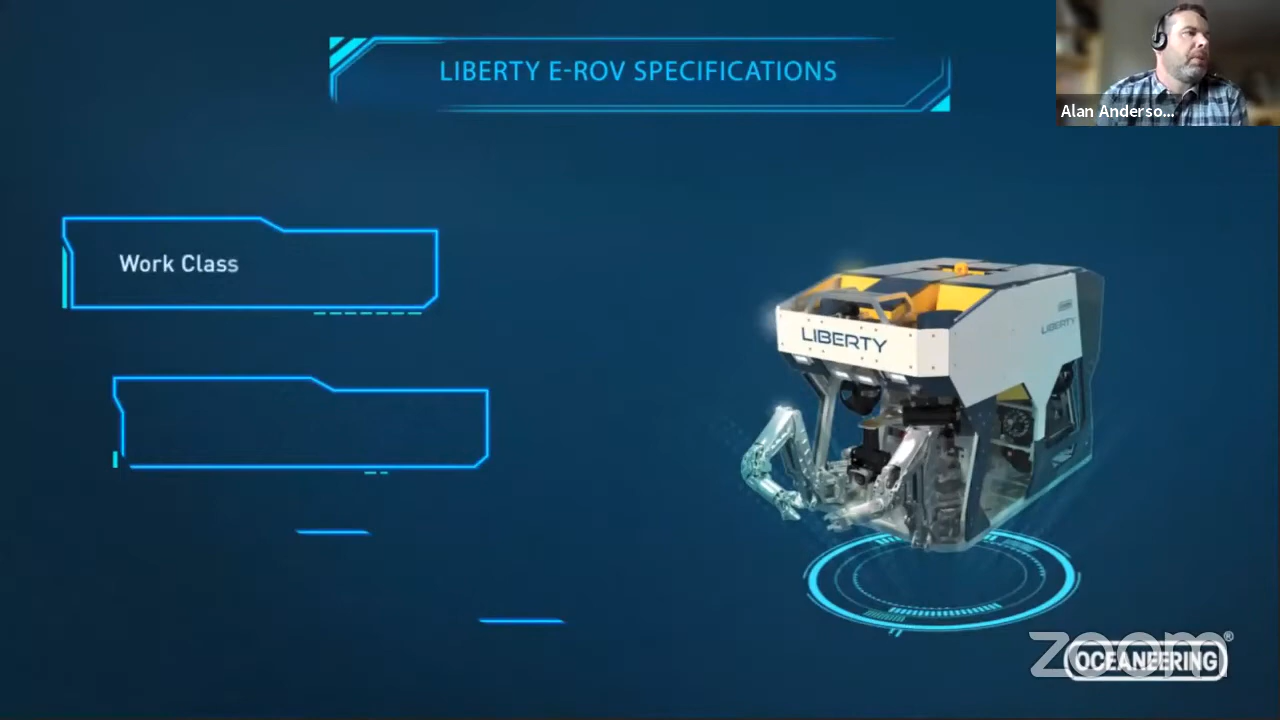 LIBERTY E-ROV SPECIFICATIONS
Alan Anderso...
Work Class
LIBERTY
LIBERTY
zoom
OCEANEERING
®